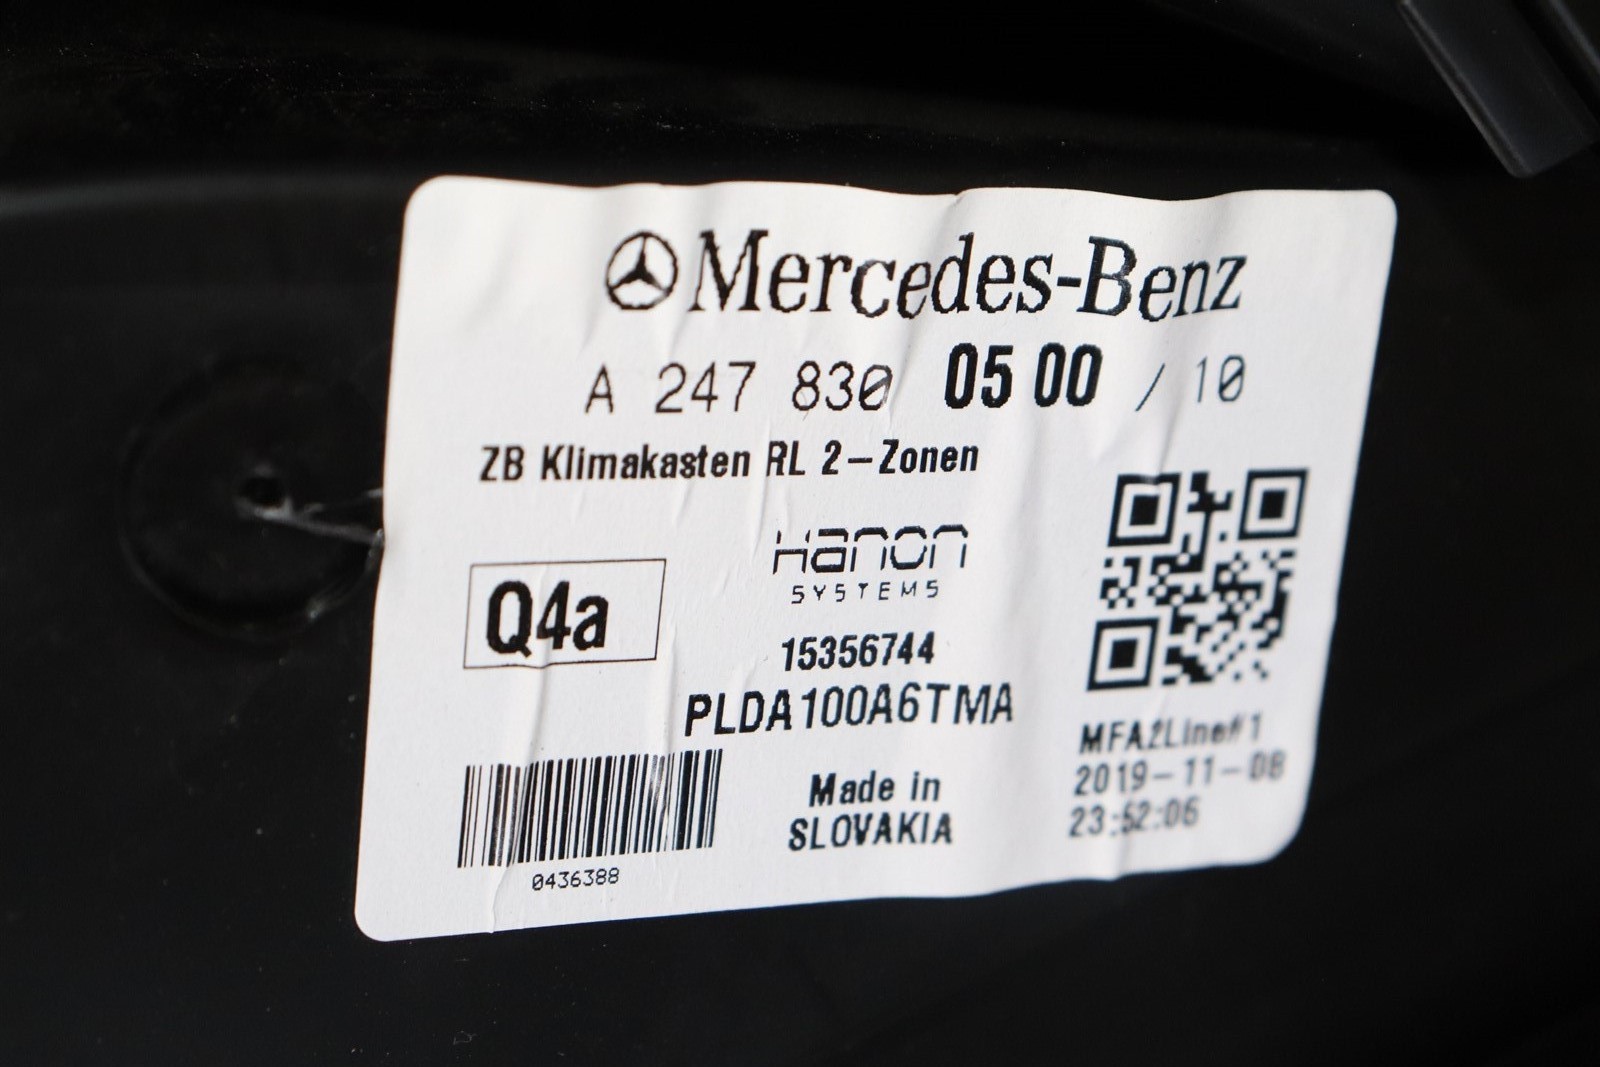 Mercedes-Benz
A 247 830 05 00 / 10
ZB Klimakasten RL 2-Zonen
Hanon
SYSTEMS
Q4a
15356744
PLDA100A6TMA
MFA2Line#1
2019-11-08
23:52:06
Made in
SLOVAKIA
0436388